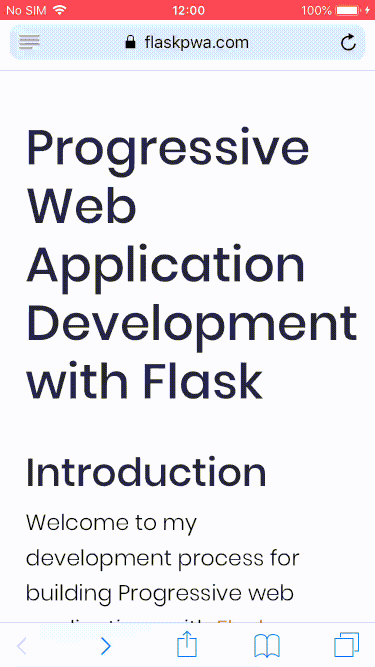 No SIM 12:00 100%
flaskpwa.com
Progressive
Web
Application
Development
with Flask
Introduction
Welcome to my
development process for
building Progressive web